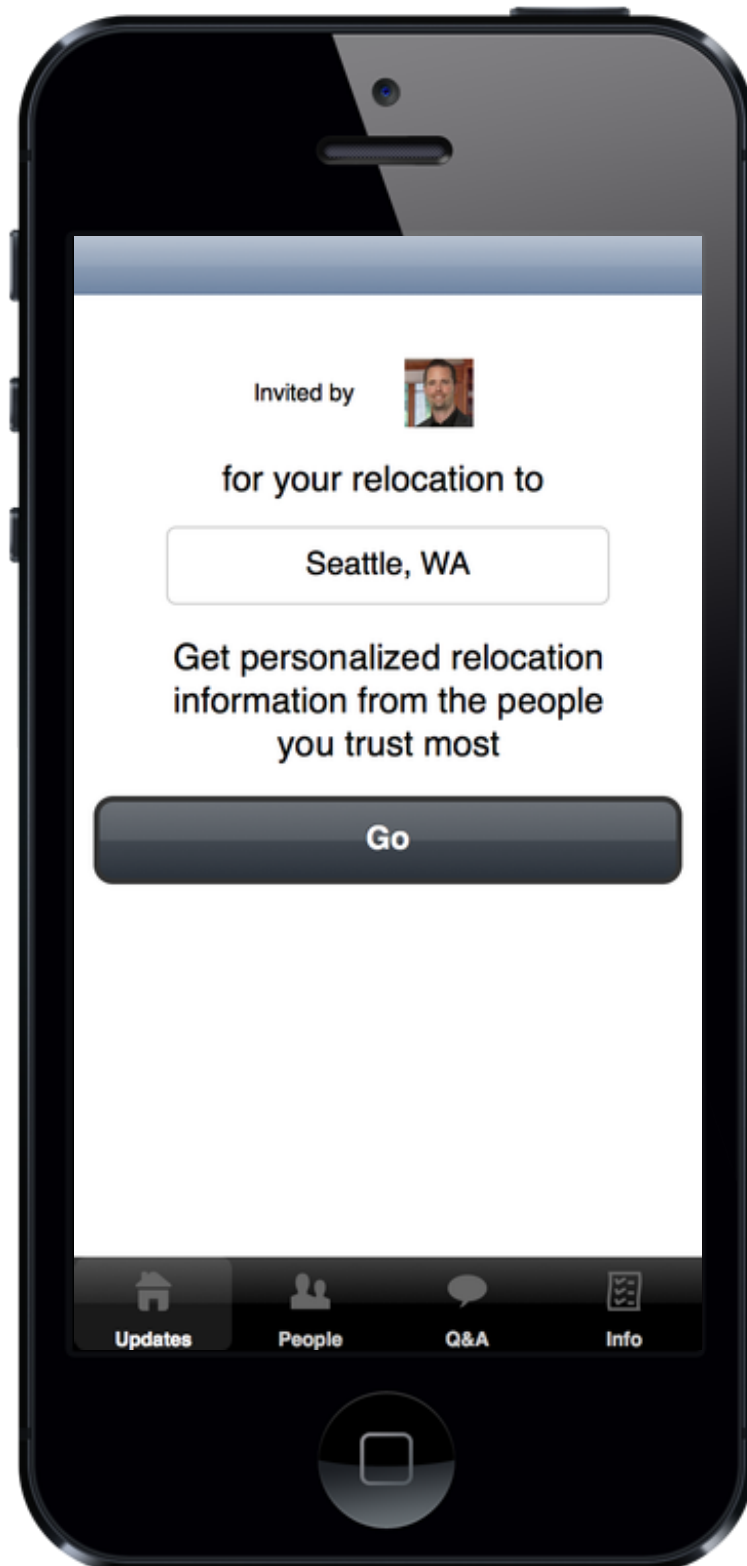 Invited by
for your relocation to
Seattle, WA
Get personalized relocation
information from the people
you trust most
Go
Updates
People
Q&A
Info